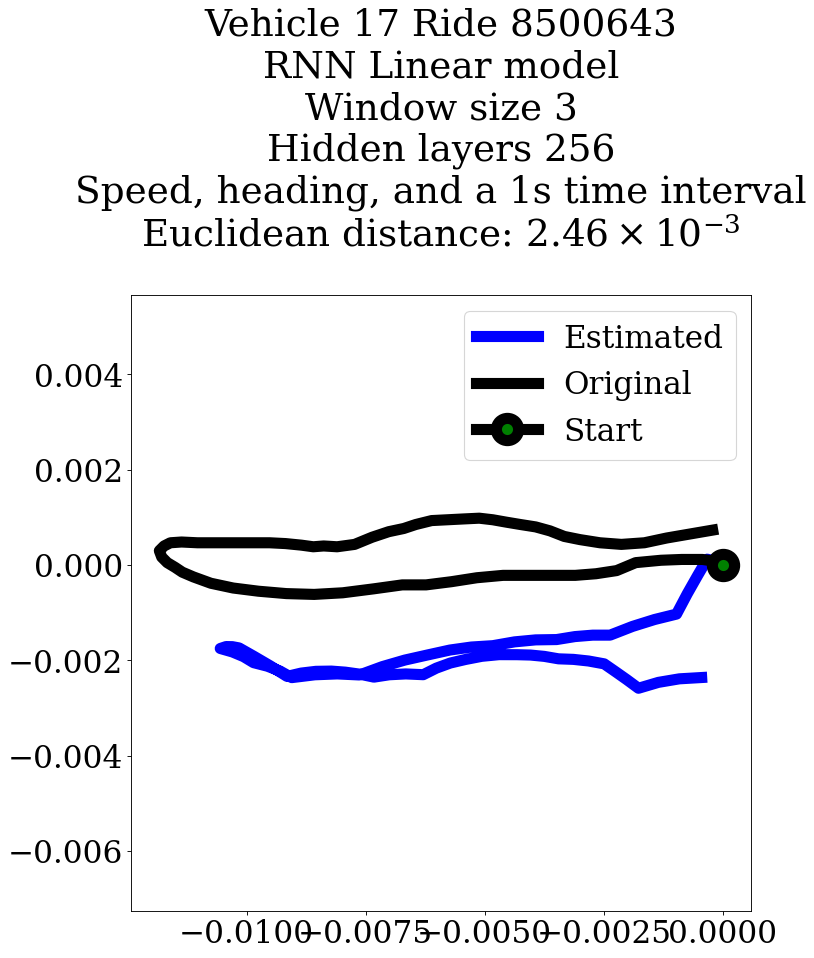 Vehicle 17 Ride 8500643
RNN Linear model
Window size 3
Hidden layers 256
Speed, heading, and a 1s time interval
Euclidean distance: 2.46 × 10⁻³
Estimated
Original
Start
0.004
0.002
0.000
−0.002
−0.004
−0.006
−0.0100 −0.0075 −0.0050 −0.0025 0.0000